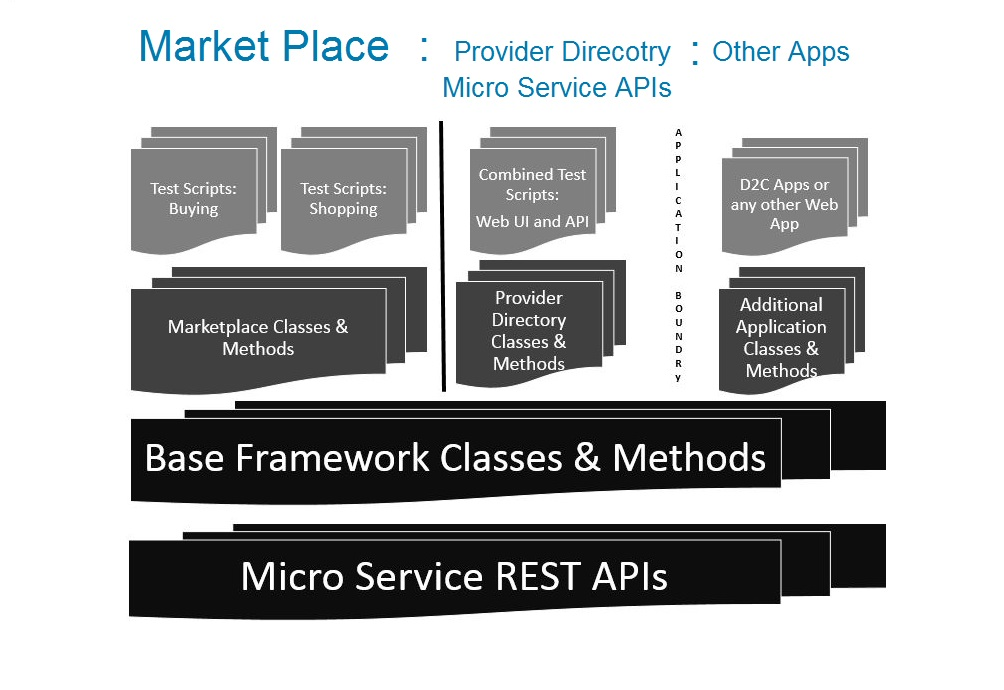 Market Place : Provider Direcotry : Other Apps
Micro Service APIs
Test Scripts:
Buying
Test Scripts:
Shopping
Combined Test
Scripts:
Web UI and API
APPLICATION BOUNDRY
D2C Apps or
any other Web
App
Marketplace Classes &
Methods
Provider
Directory
Classes &
Methods
Additional
Application
Classes &
Methods
Base Framework Classes & Methods
Micro Service REST APIs